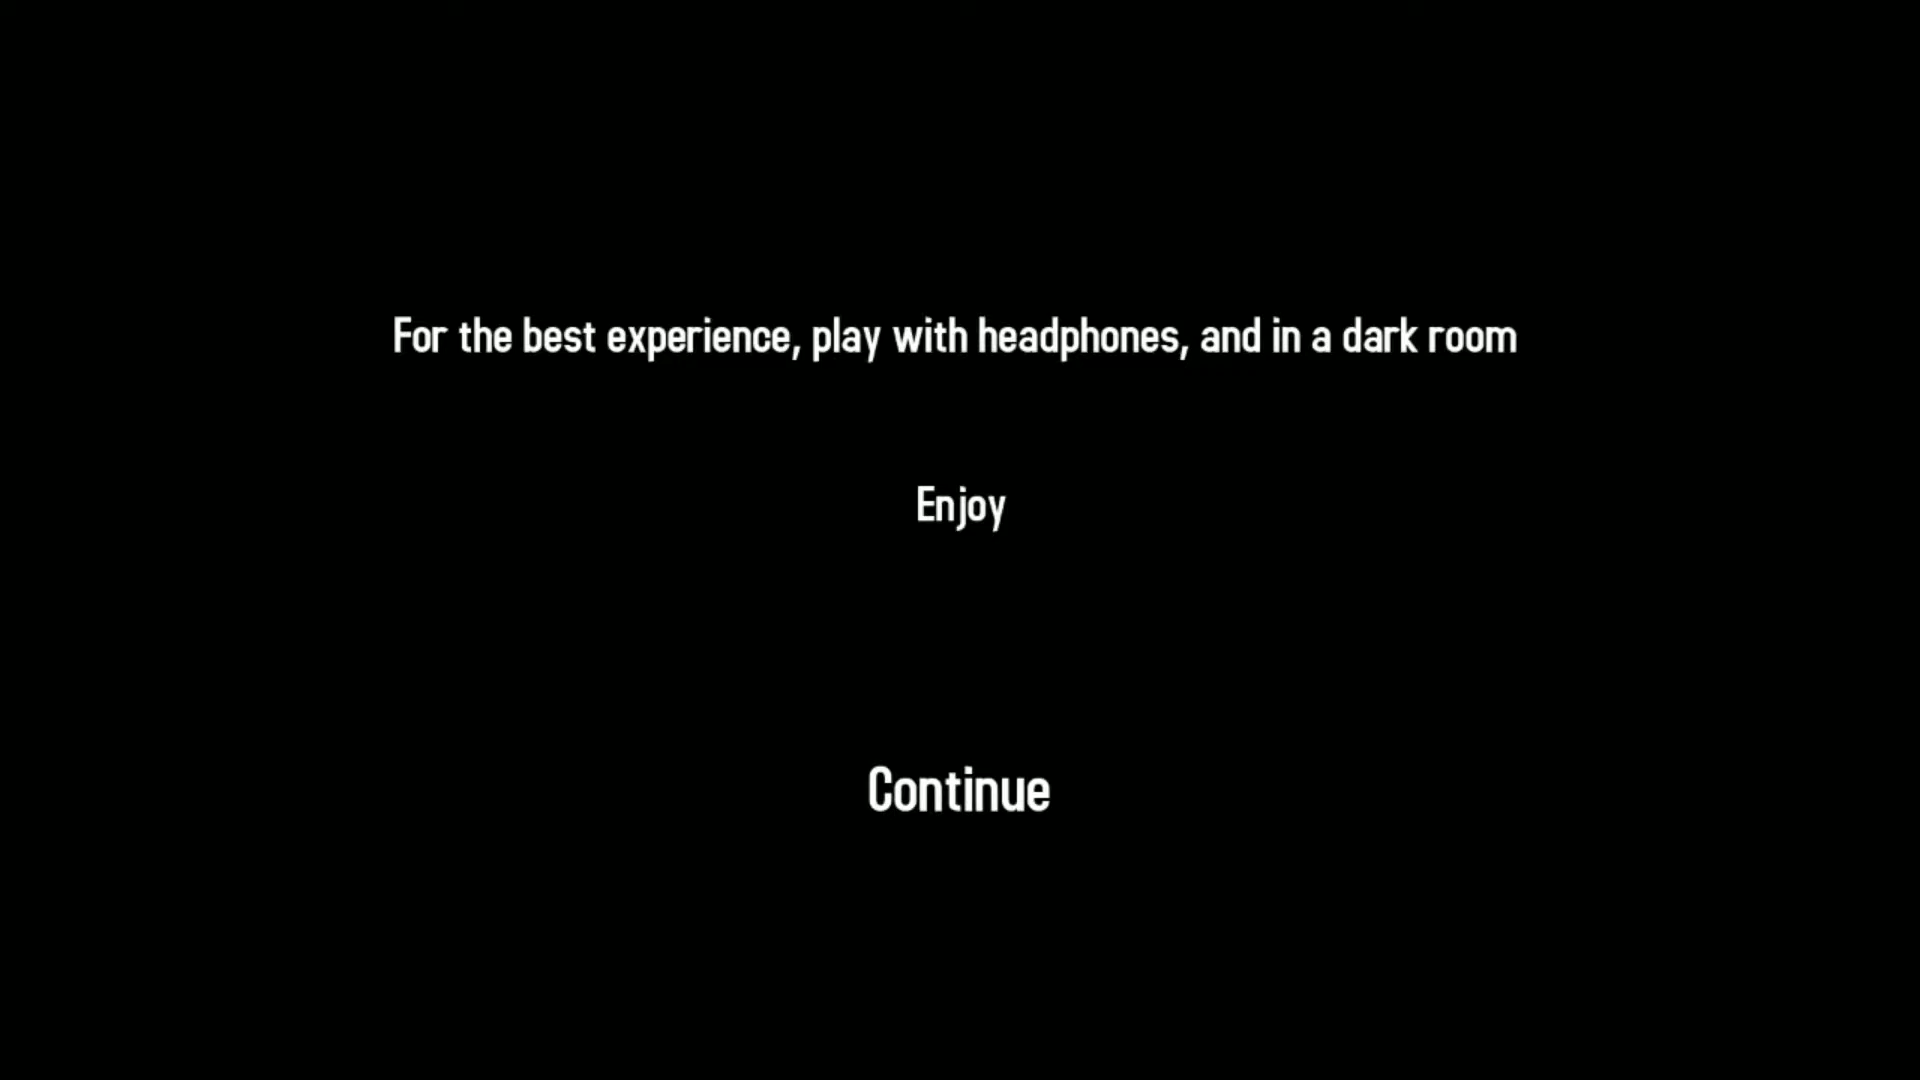 For the best experience, play with headphones, and in a dark room
Enjoy
Continue